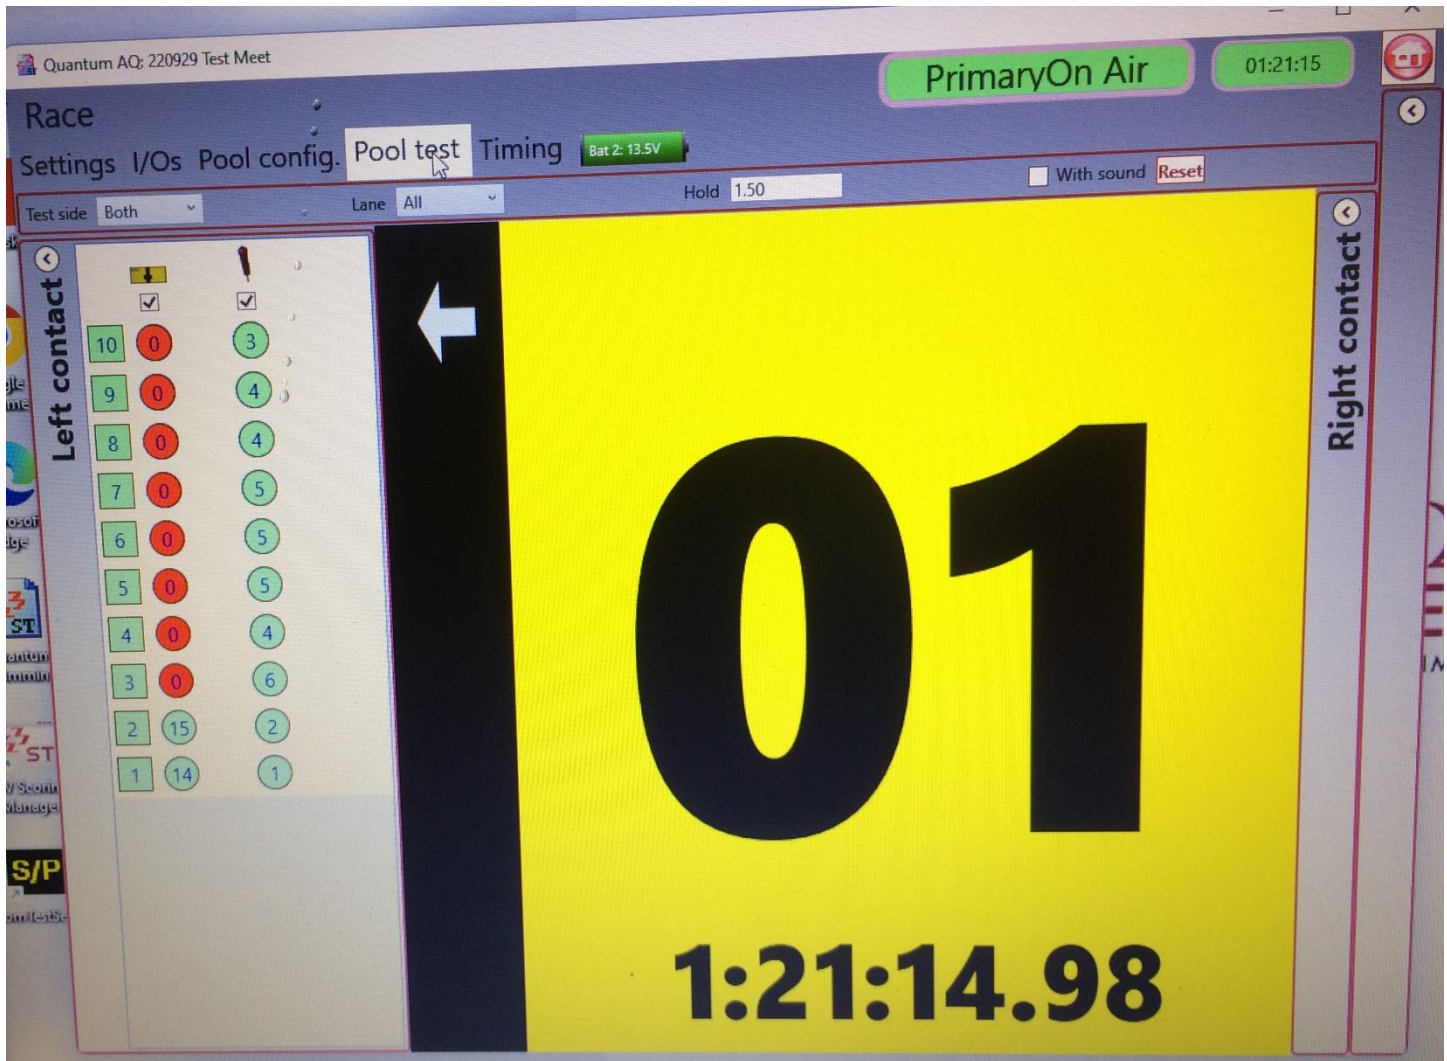 Quantum AQ: 220929 Test Meet
PrimaryOn Air
01:21:15
Race
Settings I/Os Pool config. Pool test Timing Bat 2: 13.5V
Test side Both Lane All Hold 1.50 With sound Reset
Left contact
10 0 3
9 0 4
8 0 4
7 0 5
6 0 5
5 0 5
4 0 4
3 0 6
2 15 2
1 14 1
01
1:21:14.98
Right contact
ST
ST
S/P